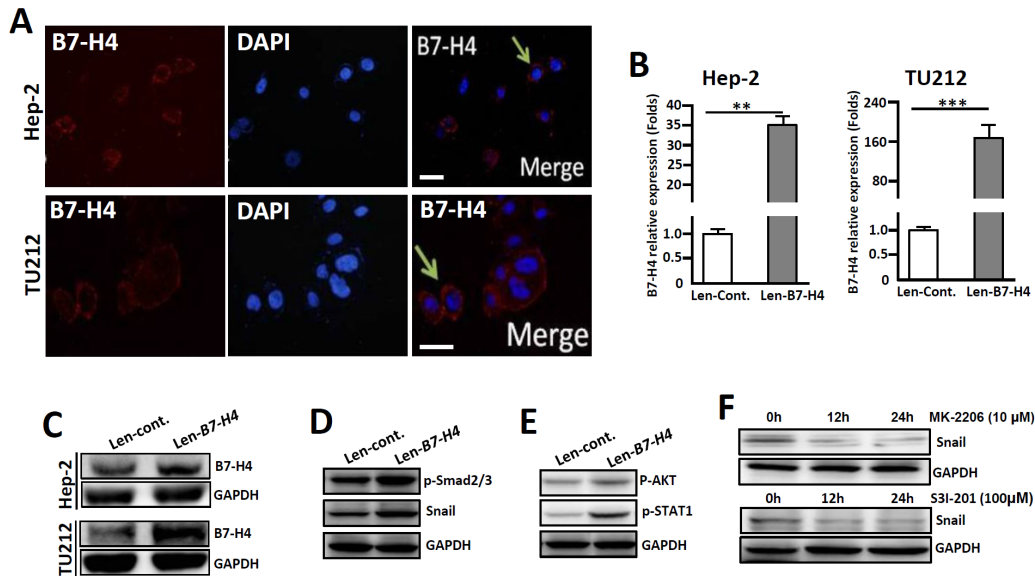 A
B7-H4
DAPI
B7-H4
Hep-2
Merge
B7-H4
DAPI
B7-H4
TU212
Merge
B
Hep-2
TU212
B7-H4 relative expression (Folds)
**
40
35
30
25
1.0
0.5
0
Len-Cont.
Len-B7-H4
B7-H4 relative expression (Folds)
***
240
160
80
1.0
0.5
0
Len-Cont.
Len-B7-H4
C
Len-cont.
Len-B7-H4
Hep-2
B7-H4
GAPDH
TU212
B7-H4
GAPDH
D
Len-cont.
Len-B7-H4
p-Smad2/3
Snail
GAPDH
E
Len-cont.
Len-B7-H4
P-AKT
p-STAT1
GAPDH
F
0h 12h 24h MK-2206 (10 µM)
Snail
GAPDH
0h 12h 24h S3I-201 (100µM)
Snail
GAPDH